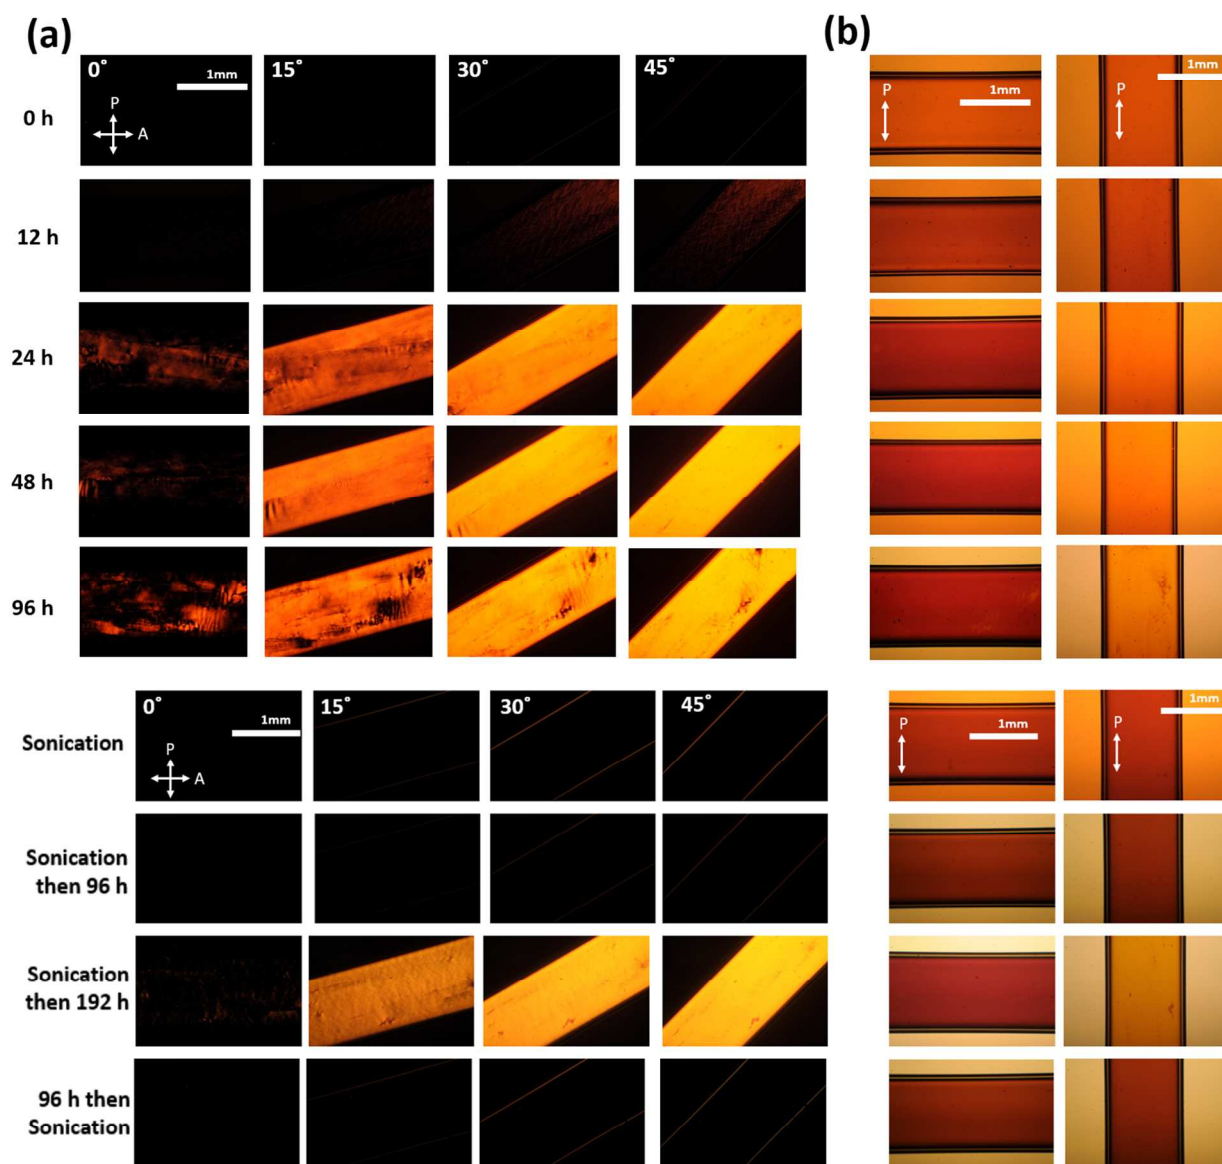 (a) (b)
0˚ 1mm 15˚ 30˚ 45˚ 1mm 1mm
P P P
A
0 h
12 h
24 h
48 h
96 h
0˚ 1mm 15˚ 30˚ 45˚ 1mm 1mm
Sonication
P P P
A
Sonication
then 96 h
Sonication
then 192 h
96 h then
Sonication